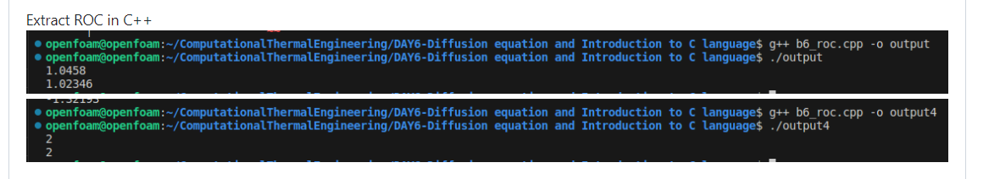 Extract ROC in C++
openfoam@openfoam:~/ComputationalThermalEngineering/DAY6-Diffusion equation and Introduction to C language$ g++ b6_roc.cpp -o output
openfoam@openfoam:~/ComputationalThermalEngineering/DAY6-Diffusion equation and Introduction to C language$ ./output
1.0458
1.02346
-1.32193
openfoam@openfoam:~/ComputationalThermalEngineering/DAY6-Diffusion equation and Introduction to C language$ g++ b6_roc.cpp -o output4
openfoam@openfoam:~/ComputationalThermalEngineering/DAY6-Diffusion equation and Introduction to C language$ ./output4
2
2